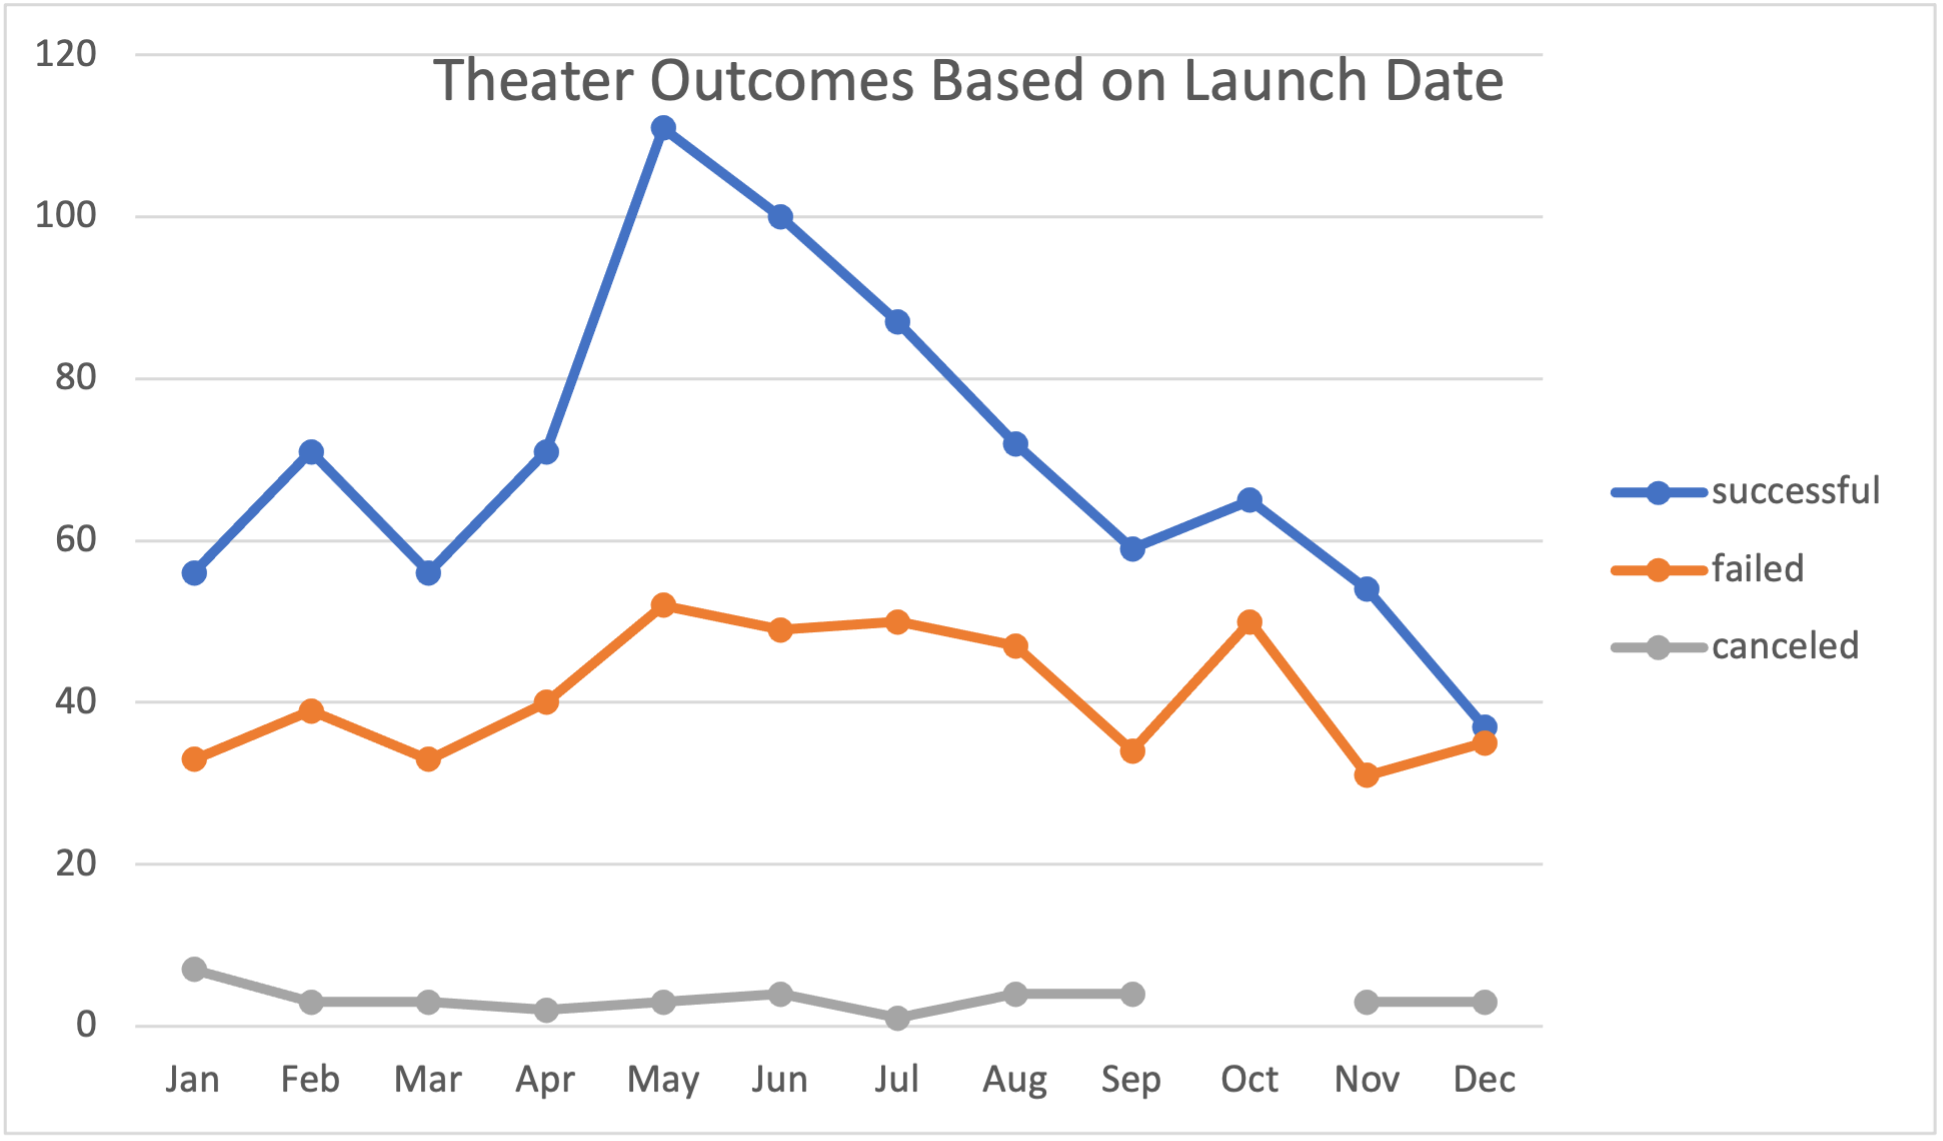 Theater Outcomes Based on Launch Date
120
100
80
60
40
20
0
Jan Feb Mar Apr May Jun Jul Aug Sep Oct Nov Dec
successful
failed
canceled